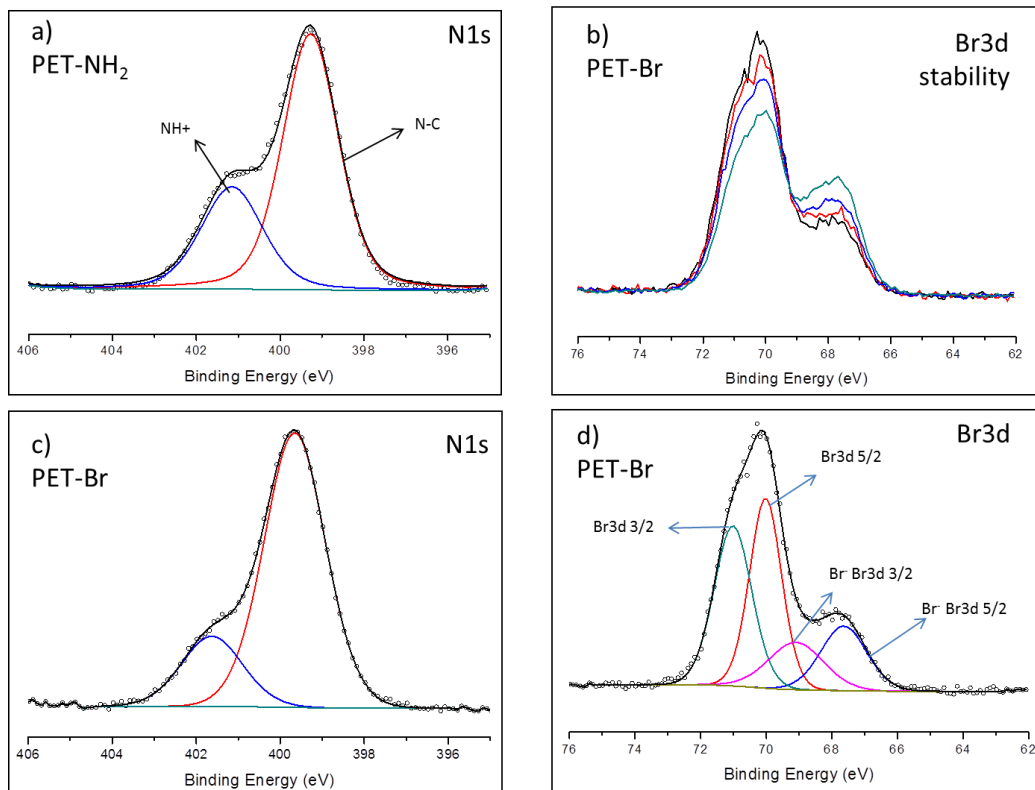 a)
PET-NH₂
N1s
NH+
N-C
406 404 402 400 398 396
Binding Energy (eV)
b)
PET-Br
Br3d
stability
76 74 72 70 68 66 64 62
Binding Energy (eV)
c)
PET-Br
N1s
406 404 402 400 398 396
Binding Energy (eV)
d)
PET-Br
Br3d
Br3d 5/2
Br3d 3/2
Br⁻ Br3d 3/2
Br⁻ Br3d 5/2
76 74 72 70 68 66 64 62
Binding Energy (eV)